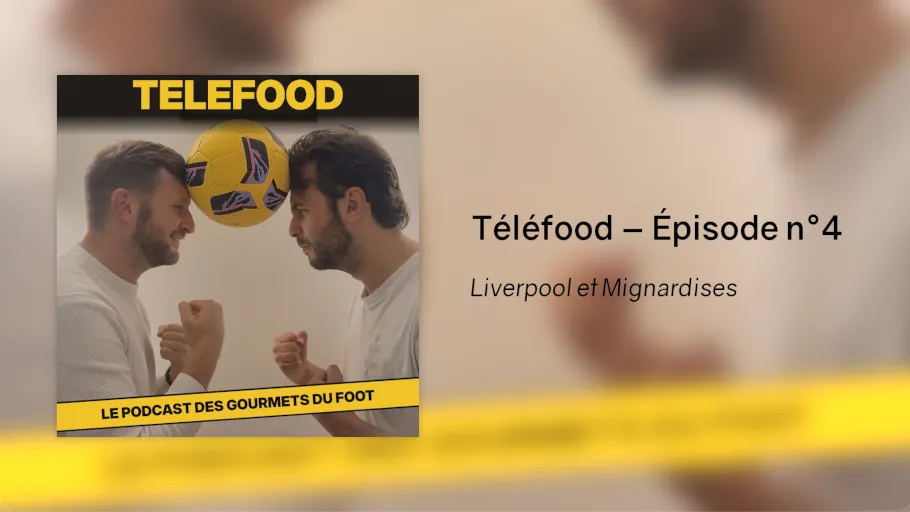 TELEFOOD
LE PODCAST DES GOURMETS DU FOOT
Téléfood – Épisode n°4
Liverpool et Mignardises